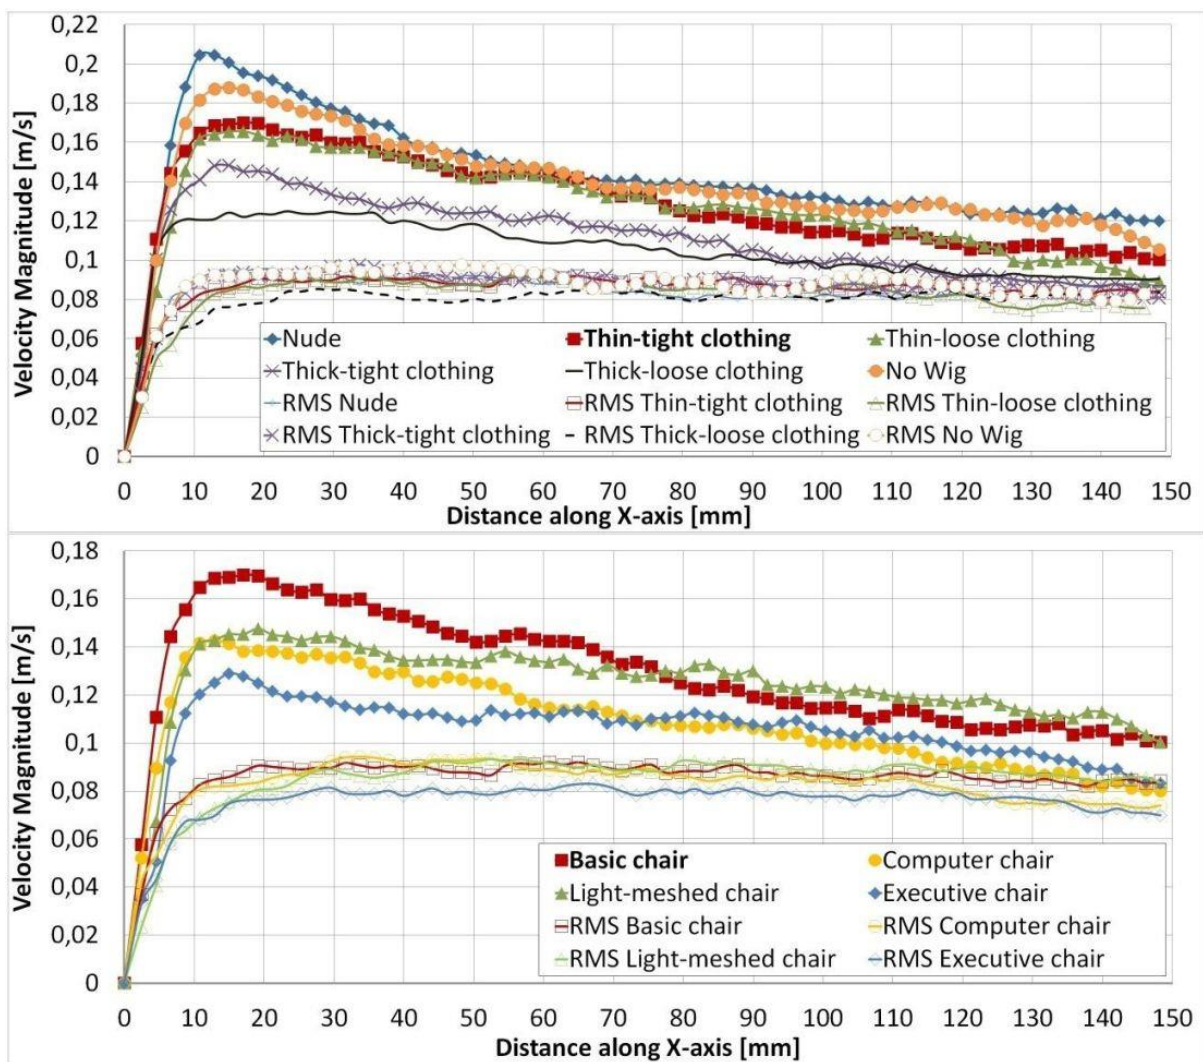 0,22
0,2
0,18
0,16
0,14
0,12
0,1
0,08
0,06
0,04
0,02
0
Velocity Magnitude [m/s]
Nude Thin-tight clothing Thin-loose clothing
Thick-tight clothing Thick-loose clothing No Wig
RMS Nude RMS Thin-tight clothing RMS Thin-loose clothing
RMS Thick-tight clothing RMS Thick-loose clothing RMS No Wig
0 10 20 30 40 50 60 70 80 90 100 110 120 130 140 150
Distance along X-axis [mm]
0,18
0,16
0,14
0,12
0,1
0,08
0,06
0,04
0,02
0
Velocity Magnitude [m/s]
Basic chair Computer chair
Light-meshed chair Executive chair
RMS Basic chair RMS Computer chair
RMS Light-meshed chair RMS Executive chair
0 10 20 30 40 50 60 70 80 90 100 110 120 130 140 150
Distance along X-axis [mm]